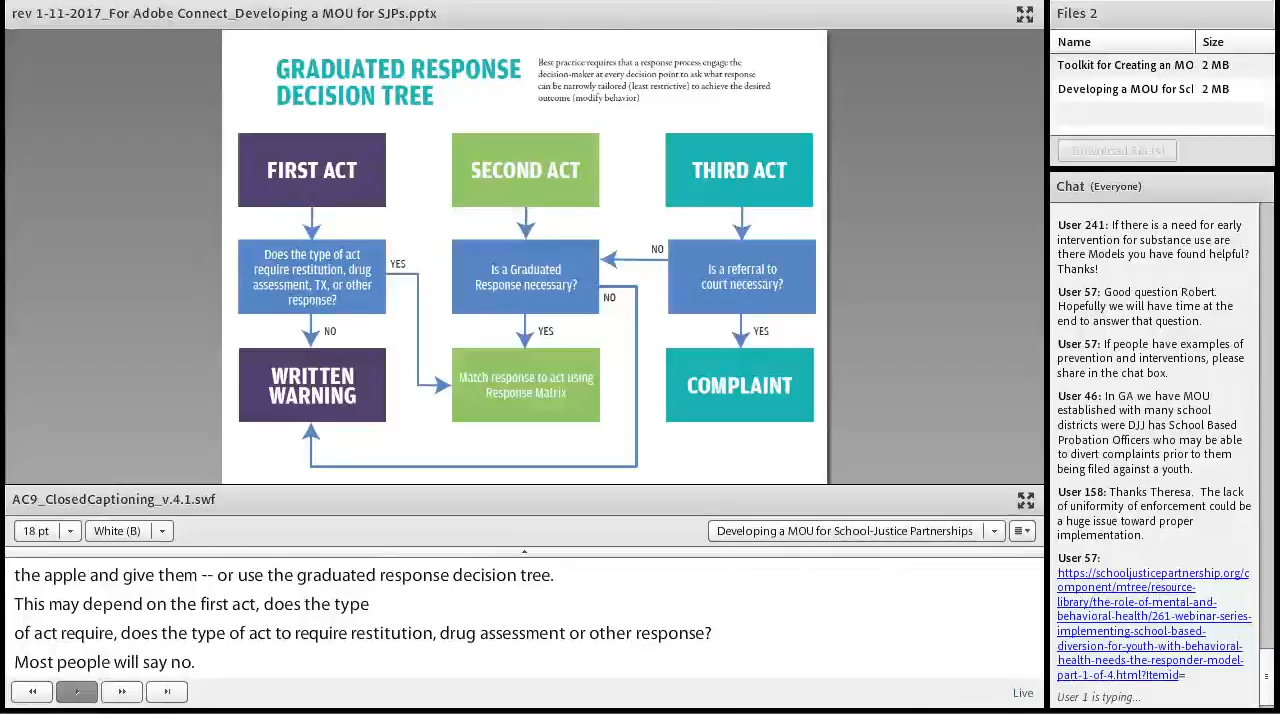 rev 1-11-2017_For Adobe Connect_Developing a MOU for SJPs.pptx
GRADUATED RESPONSE
DECISION TREE
Best practice requires that a response process engage the
decision-maker at every decision point to ask what response
can be narrowly tailored (least restrictive) to achieve the desired
outcome (modify behavior)
FIRST ACT
SECOND ACT
THIRD ACT
Does the type of act
require restitution, drug
assessment, TX, or other
response?
YES
Is a Graduated
Response necessary?
NO
NO
Is a referral to
court necessary?
NO
YES
YES
WRITTEN
WARNING
Match response to act using
Response Matrix
COMPLAINT
AC9_ClosedCaptioning_v.4.1.swf
18 pt
White (B)
Developing a MOU for School-Justice Partnerships
the apple and give them -- or use the graduated response decision tree.
This may depend on the first act, does the type
of act require, does the type of act to require restitution, drug assessment or other response?
Most people will say no.
Live
Files 2
Name Size
Toolkit for Creating an MO 2 MB
Developing a MOU for Scl 2 MB
Download File(s)
Chat (Everyone)
User 241: If there is a need for early
intervention for substance use are
there Models you have found helpful?
Thanks!
User 57: Good question Robert.
Hopefully we will have time at the
end to answer that question.
User 57: If people have examples of
prevention and interventions, please
share in the chat box.
User 46: In GA we have MOU
established with many school
districts were DJJ has School Based
Probation Officers who may be able
to divert complaints prior to them
being filed against a youth.
User 158: Thanks Theresa. The lack
of uniformity of enforcement could be
a huge issue toward proper
implementation.
User 57:
https://schooljusticepartnership.org/c
omponent/mtree/resource-
library/the-role-of-mental-and-
behavioral-health/261-webinar-series-
implementing-school-based-
diversion-for-youth-with-behavioral-
health-needs-the-responder-model-
part-1-of-4.html?Itemid=
User 1 is typing...